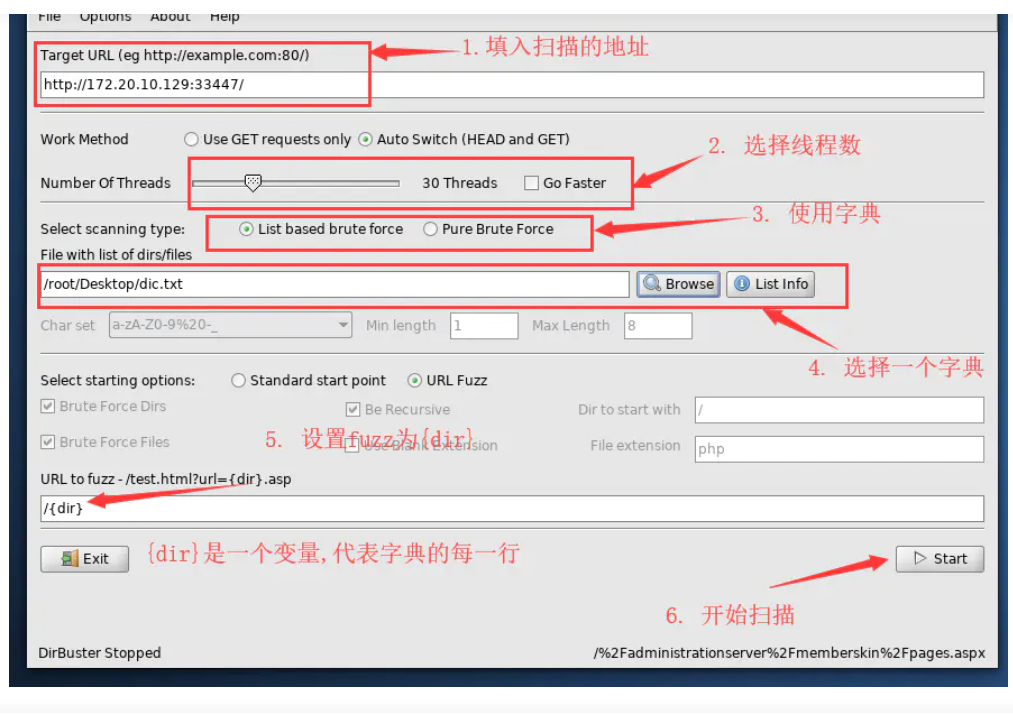 File Options About Help
Target URL (eg http://example.com:80/)
1.填入扫描的地址
http://172.20.10.129:33447/
Work Method Use GET requests only Auto Switch (HEAD and GET)
2. 选择线程数
Number Of Threads 30 Threads Go Faster
3. 使用字典
Select scanning type: List based brute force Pure Brute Force
File with list of dirs/files
/root/Desktop/dic.txt Browse List Info
Char set a-zA-Z0-9%20-_ Min length 1 Max Length 8
4. 选择一个字典
Select starting options: Standard start point URL Fuzz
Brute Force Dirs Be Recursive Dir to start with /
5. 设置fuzz为{dir}
Brute Force Files Use Blank Extension File extension php
URL to fuzz - /test.html?url={dir}.asp
/{dir}
Exit {dir}是一个变量,代表字典的每一行 Start
6. 开始扫描
DirBuster Stopped /%2Fadministrationserver%2Fmemberskin%2Fpages.aspx